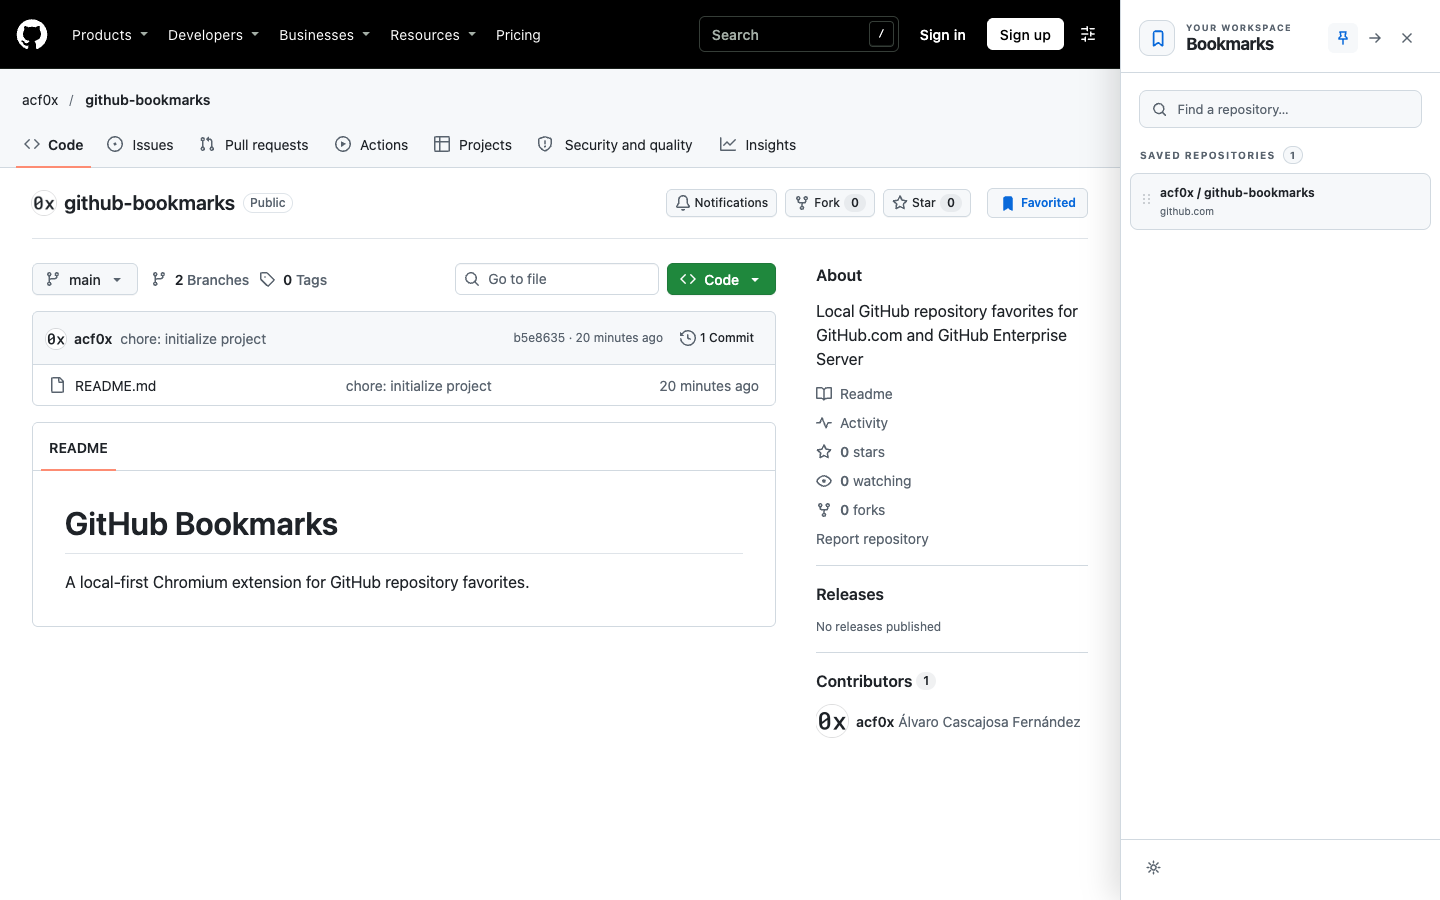 Products Developers Businesses Resources Pricing Search / Sign in Sign up
acf0x / github-bookmarks
Code Issues Pull requests Actions Projects Security and quality Insights
0x github-bookmarks Public Notifications Fork 0 Star 0 Favorited
main 2 Branches 0 Tags Go to file Code
0x acf0x chore: initialize project b5e8635 · 20 minutes ago 1 Commit
README.md chore: initialize project 20 minutes ago
README
GitHub Bookmarks
A local-first Chromium extension for GitHub repository favorites.
About
Local GitHub repository favorites for
GitHub.com and GitHub Enterprise
Server
Readme
Activity
0 stars
0 watching
0 forks
Report repository
Releases
No releases published
Contributors 1
0x acf0x Álvaro Cascajosa Fernández
YOUR WORKSPACE
Bookmarks
Find a repository...
SAVED REPOSITORIES 1
acf0x / github-bookmarks
github.com